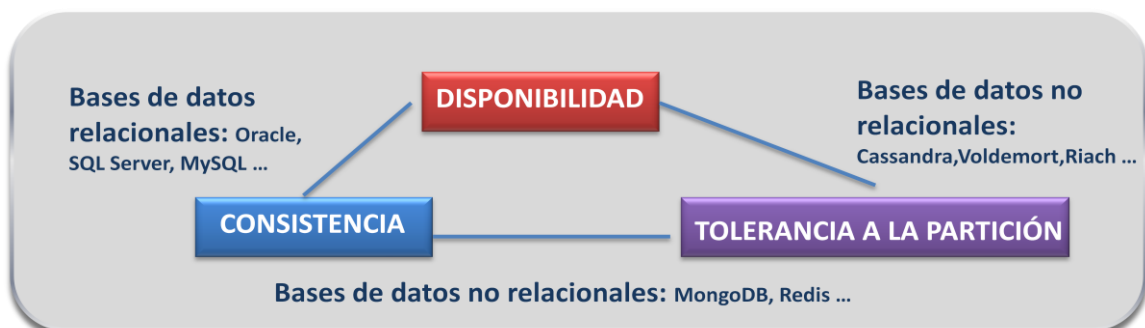 Bases de datos
relacionales: Oracle,
SQL Server, MySQL ...
DISPONIBILIDAD
Bases de datos no
relacionales:
Cassandra,Voldemort,Riach ...
CONSISTENCIA
TOLERANCIA A LA PARTICIÓN
Bases de datos no relacionales: MongoDB, Redis ...